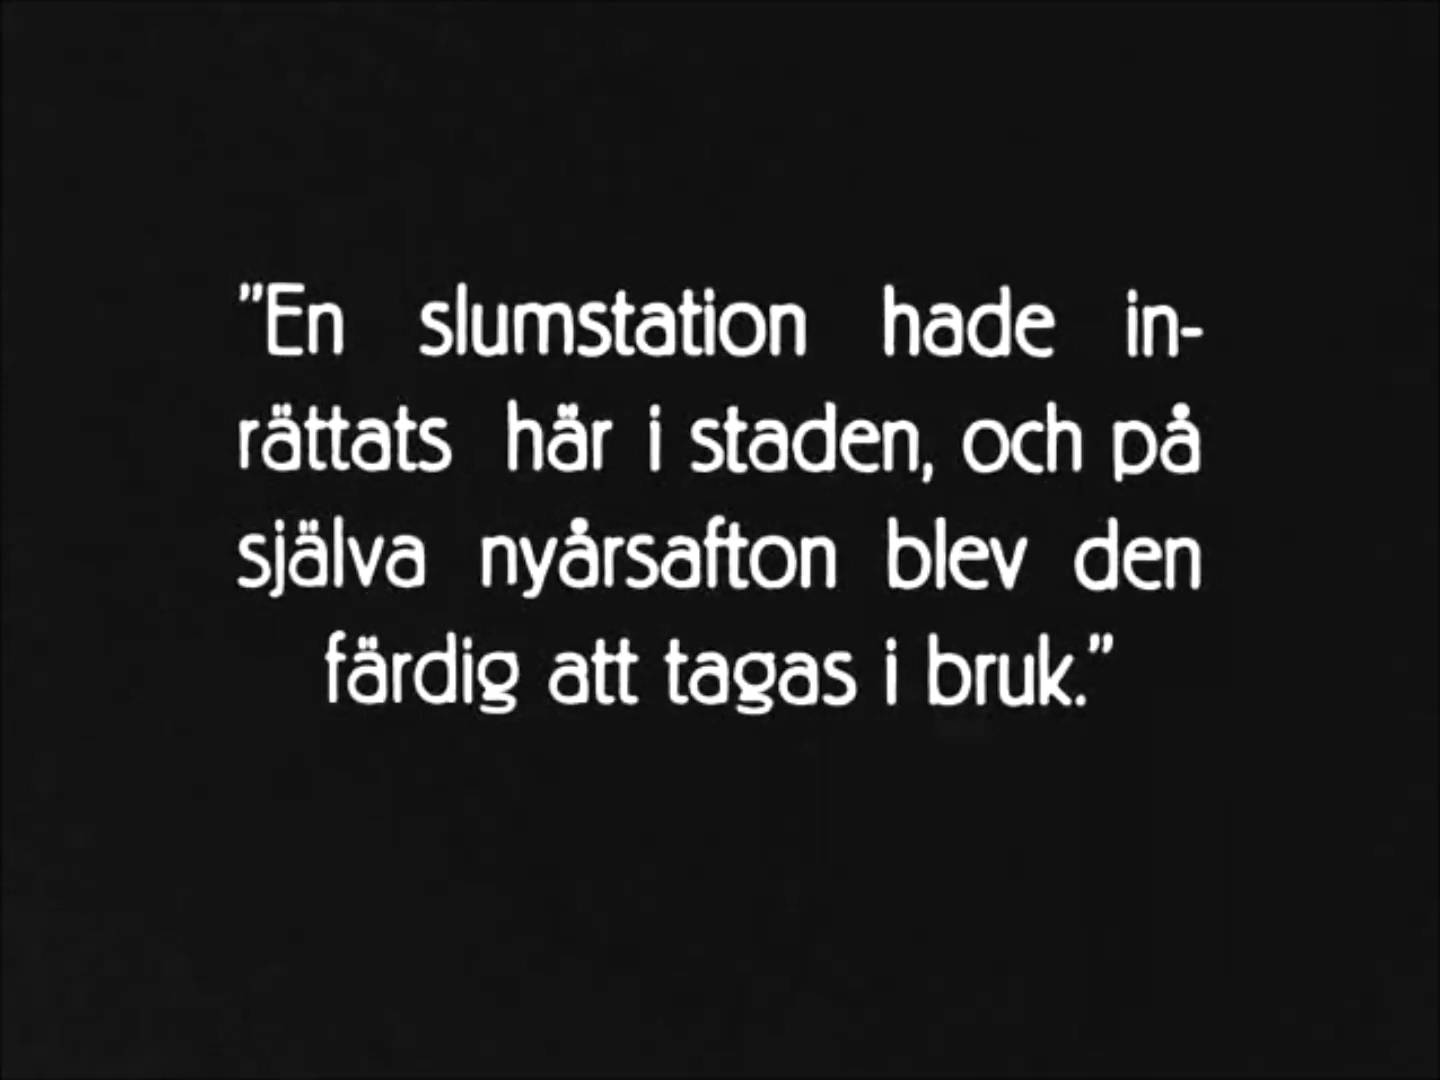 "En slumstation hade in-
rättats här i staden, och på
själva nyårsafton blev den
färdig att tagas i bruk."